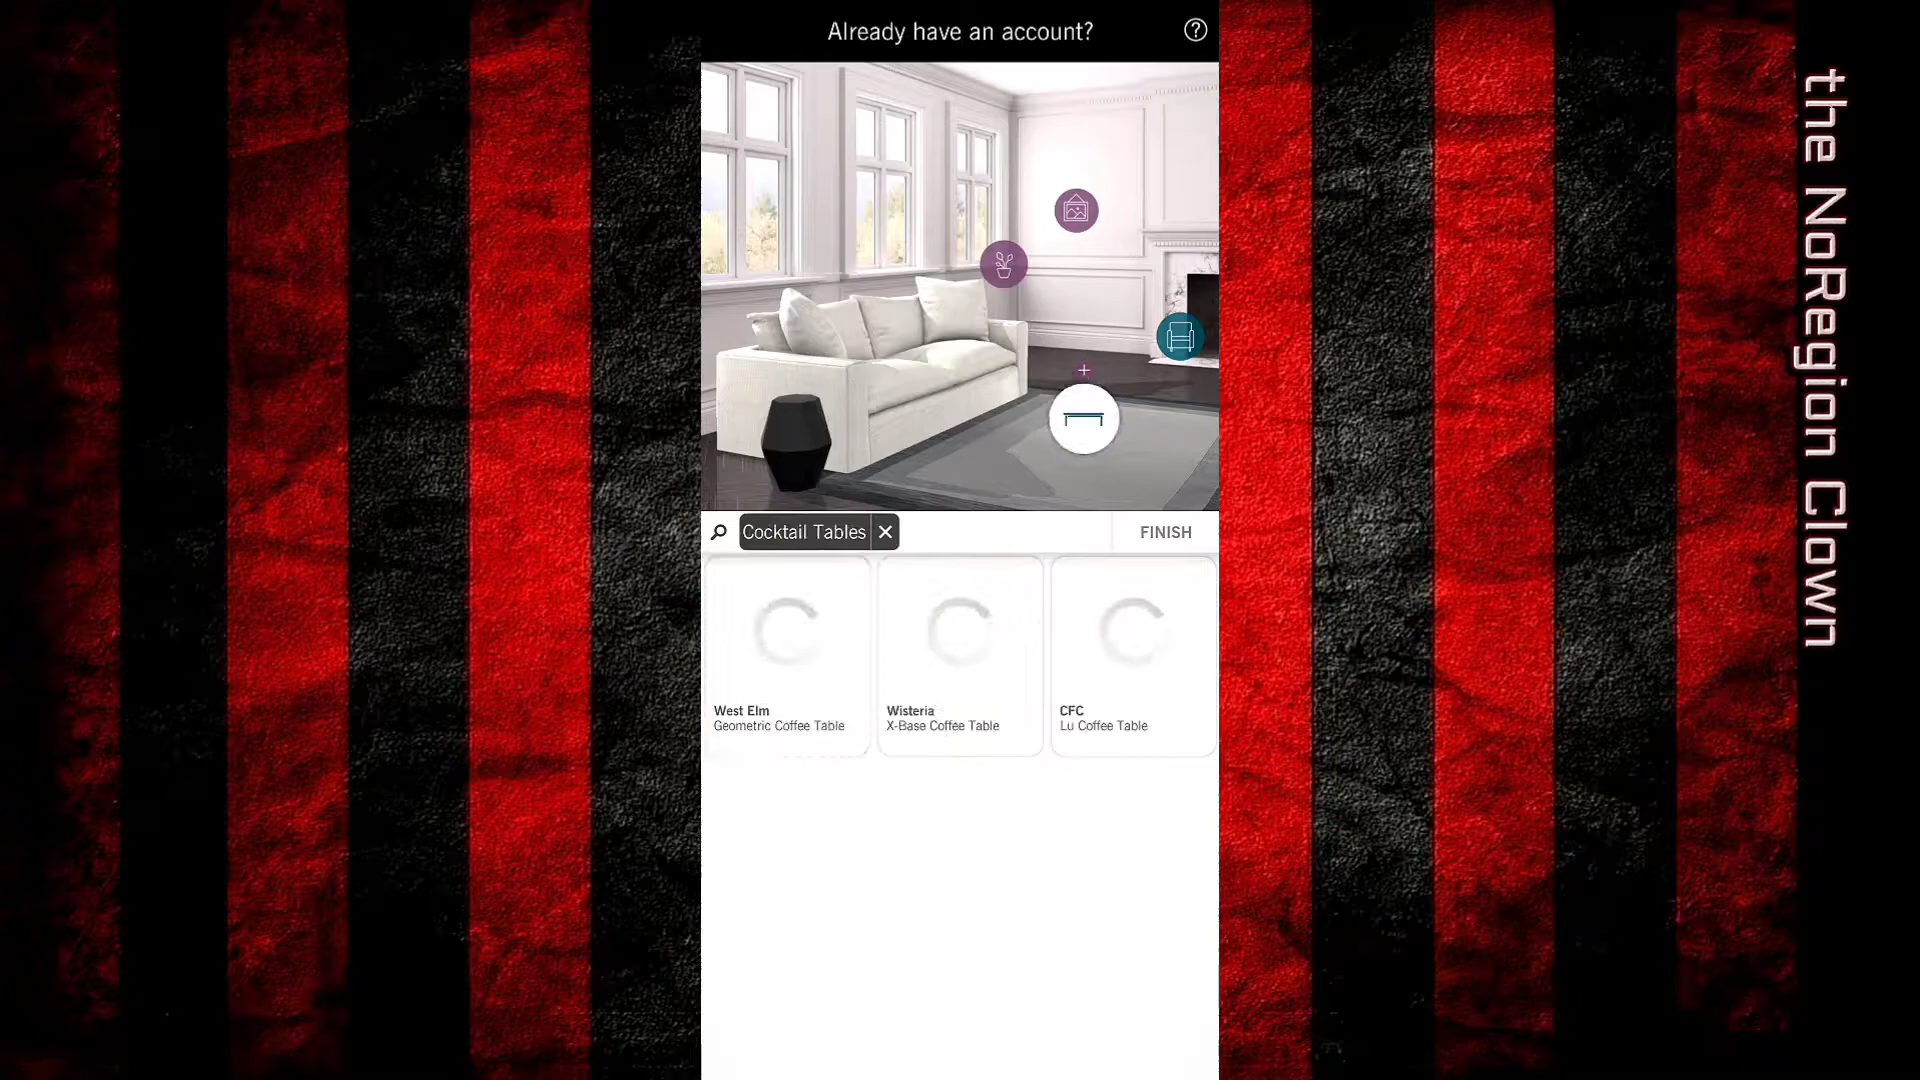 Already have an account?
Cocktail Tables
FINISH
West Elm
Geometric Coffee Table
Wisteria
X-Base Coffee Table
CFC
Lu Coffee Table
the NoRegion Clown